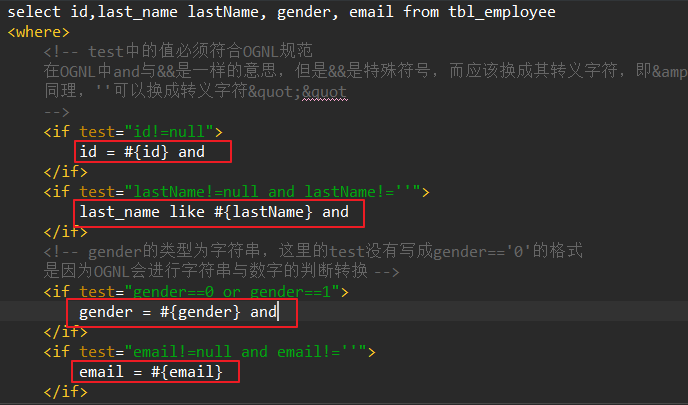 select id,last_name lastName, gender, email from tbl_employee
<where>
<!-- test中的值必须符合OGNL规范
在OGNL中and与&&是一样的意思，但是&&是特殊符号，而应该换成其转义字符，即&amp
同理，''可以换成转义字符&quot;&quot
-->
<if test="id!=null">
id = #{id} and
</if>
<if test="lastName!=null and lastName!=''">
last_name like #{lastName} and
</if>
<!-- gender的类型为字符串，这里的test没有写成gender=='0'的格式
是因为OGNL会进行字符串与数字的判断转换 -->
<if test="gender==0 or gender==1">
gender = #{gender} and
</if>
<if test="email!=null and email!=''">
email = #{email}
</if>